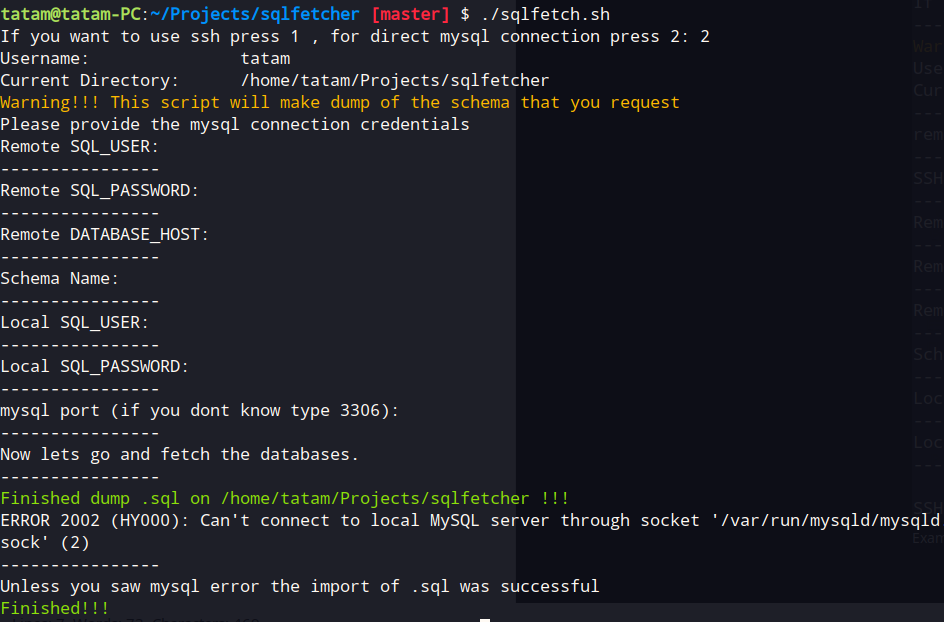 tatam@tatam-PC:~/Projects/sqlfetcher [master] $ ./sqlfetch.sh
If you want to use ssh press 1 , for direct mysql connection press 2: 2
Username:               tatam
Current Directory:      /home/tatam/Projects/sqlfetcher
Warning!!! This script will make dump of the schema that you request
Please provide the mysql connection credentials
Remote SQL_USER:
----------------
Remote SQL_PASSWORD:
----------------
Remote DATABASE_HOST:
----------------
Schema Name:
----------------
Local SQL_USER:
----------------
Local SQL_PASSWORD:
----------------
mysql port (if you dont know type 3306):
----------------
Now lets go and fetch the databases.
----------------
Finished dump .sql on /home/tatam/Projects/sqlfetcher !!!
ERROR 2002 (HY000): Can't connect to local MySQL server through socket '/var/run/mysqld/mysqld
sock' (2)
----------------
Unless you saw mysql error the import of .sql was successful
Finished!!!